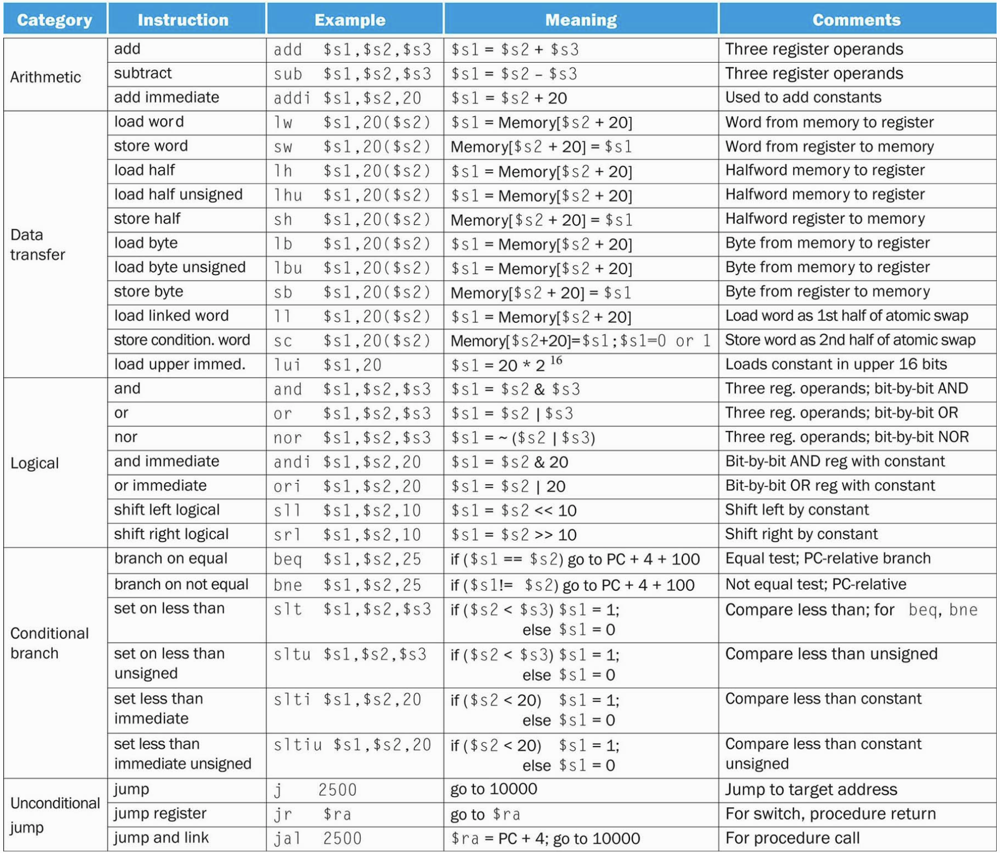 Category Instruction Example Meaning Comments
Arithmetic
add add $s1,$s2,$s3 $s1 = $s2 + $s3 Three register operands
subtract sub $s1,$s2,$s3 $s1 = $s2 – $s3 Three register operands
add immediate addi $s1,$s2,20 $s1 = $s2 + 20 Used to add constants
Data
transfer
load word lw $s1,20($s2) $s1 = Memory[$s2 + 20] Word from memory to register
store word sw $s1,20($s2) Memory[$s2 + 20] = $s1 Word from register to memory
load half lh $s1,20($s2) $s1 = Memory[$s2 + 20] Halfword memory to register
load half unsigned lhu $s1,20($s2) $s1 = Memory[$s2 + 20] Halfword memory to register
store half sh $s1,20($s2) Memory[$s2 + 20] = $s1 Halfword register to memory
load byte lb $s1,20($s2) $s1 = Memory[$s2 + 20] Byte from memory to register
load byte unsigned lbu $s1,20($s2) $s1 = Memory[$s2 + 20] Byte from memory to register
store byte sb $s1,20($s2) Memory[$s2 + 20] = $s1 Byte from register to memory
load linked word ll $s1,20($s2) $s1 = Memory[$s2 + 20] Load word as 1st half of atomic swap
store condition. word sc $s1,20($s2) Memory[$s2+20]=$s1;$s1=0 or 1 Store word as 2nd half of atomic swap
load upper immed. lui $s1,20 $s1 = 20 * 2 16 Loads constant in upper 16 bits
Logical
and and $s1,$s2,$s3 $s1 = $s2 & $s3 Three reg. operands; bit-by-bit AND
or or $s1,$s2,$s3 $s1 = $s2 | $s3 Three reg. operands; bit-by-bit OR
nor nor $s1,$s2,$s3 $s1 = ~ ($s2 | $s3) Three reg. operands; bit-by-bit NOR
and immediate andi $s1,$s2,20 $s1 = $s2 & 20 Bit-by-bit AND reg with constant
or immediate ori $s1,$s2,20 $s1 = $s2 | 20 Bit-by-bit OR reg with constant
shift left logical sll $s1,$s2,10 $s1 = $s2 << 10 Shift left by constant
shift right logical srl $s1,$s2,10 $s1 = $s2 >> 10 Shift right by constant
Conditional
branch
branch on equal beq $s1,$s2,25 if ($s1 == $s2) go to PC + 4 + 100 Equal test; PC-relative branch
branch on not equal bne $s1,$s2,25 if ($s1!= $s2) go to PC + 4 + 100 Not equal test; PC-relative
set on less than slt $s1,$s2,$s3 if ($s2 < $s3) $s1 = 1; Compare less than; for beq, bne
else $s1 = 0
set on less than sltu $s1,$s2,$s3 if ($s2 < $s3) $s1 = 1; Compare less than unsigned
unsigned else $s1 = 0
set less than slti $s1,$s2,20 if ($s2 < 20) $s1 = 1; Compare less than constant
immediate else $s1 = 0
set less than sltiu $s1,$s2,20 if ($s2 < 20) $s1 = 1; Compare less than constant
immediate unsigned else $s1 = 0 unsigned
Unconditional
jump
jump j 2500 go to 10000 Jump to target address
jump register jr $ra go to $ra For switch, procedure return
jump and link jal 2500 $ra = PC + 4; go to 10000 For procedure call